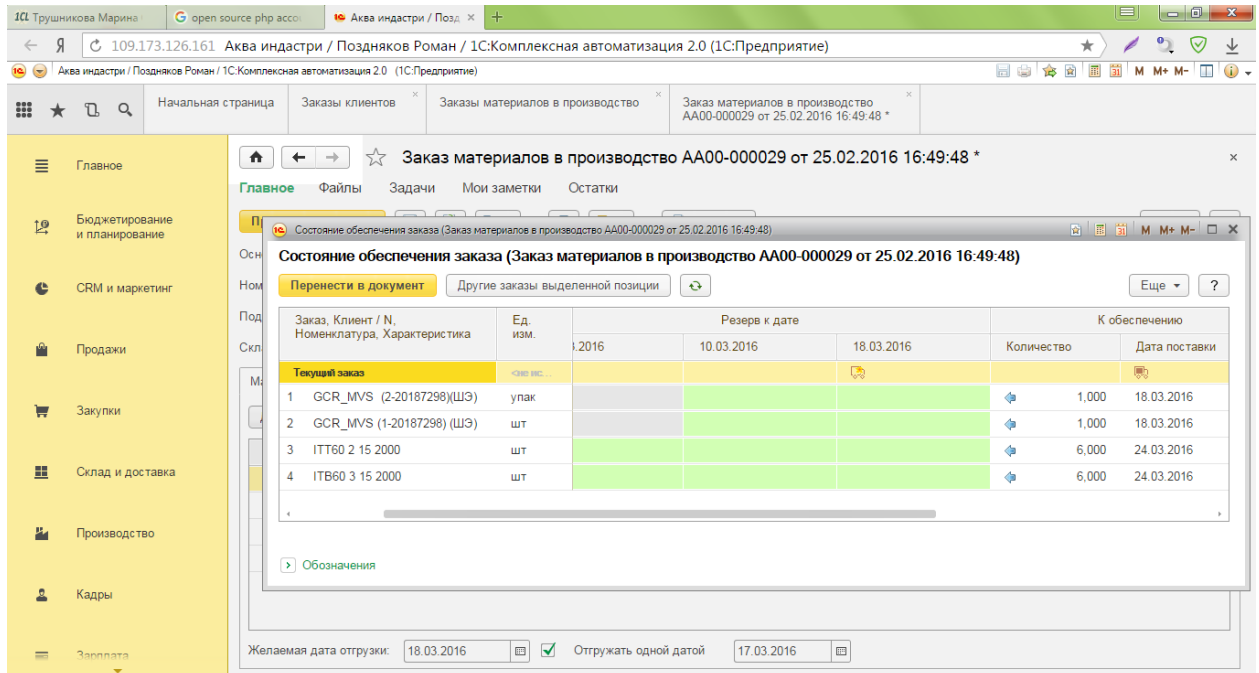 1CL Трушникова Марина
G open source php acco
Аква индастри / Позд ×
+
Я
109.173.126.161 Аква индастри / Поздняков Роман / 1С:Комплексная автоматизация 2.0 (1С:Предприятие)
Аква индастри / Поздняков Роман / 1С:Комплексная автоматизация 2.0 (1С:Предприятие)
M M+ M-
Начальная страница
Заказы клиентов
Заказы материалов в производство
Заказ материалов в производство
АА00-000029 от 25.02.2016 16:49:48 *
Главное
Бюджетирование
и планирование
CRM и маркетинг
Продажи
Закупки
Склад и доставка
Производство
Кадры
Зарплата
Заказ материалов в производство АА00-000029 от 25.02.2016 16:49:48 *
Главное Файлы Задачи Мои заметки Остатки
Осн
Ном
Под
Скл
Ма
Состояние обеспечения заказа (Заказ материалов в производство АА00-000029 от 25.02.2016 16:49:48)
M M+ M-
Состояние обеспечения заказа (Заказ материалов в производство АА00-000029 от 25.02.2016 16:49:48)
Перенести в документ Другие заказы выделенной позиции Еще ?
Заказ, Клиент / N,
Номенклатура, Характеристика
Ед.
изм.
Резерв к дате К обеспечению
.2016 10.03.2016 18.03.2016 Количество Дата поставки
Текущий заказ <не ис...
1 GCR_MVS (2-20187298)(ШЭ) упак 1,000 18.03.2016
2 GCR_MVS (1-20187298) (ШЭ) шт 1,000 18.03.2016
3 ITT60 2 15 2000 шт 6,000 24.03.2016
4 ITB60 3 15 2000 шт 6,000 24.03.2016
Обозначения
Желаемая дата отгрузки: 18.03.2016 Отгружать одной датой 17.03.2016